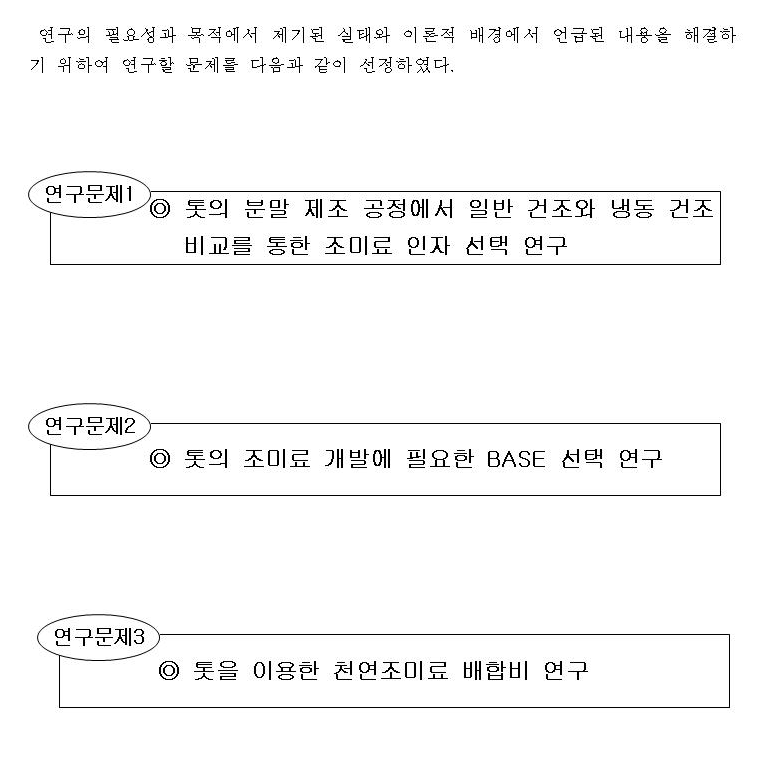 연구의 필요성과 목적에서 제기된 실태와 이론적 배경에서 언급된 내용을 해결하
기 위하여 연구할 문제를 다음과 같이 선정하였다.
연구문제1
◎ 톳의 분말 제조 공정에서 일반 건조와 냉동 건조
비교를 통한 조미료 인자 선택 연구
연구문제2
◎ 톳의 조미료 개발에 필요한 BASE 선택 연구
연구문제3
◎ 톳을 이용한 천연조미료 배합비 연구